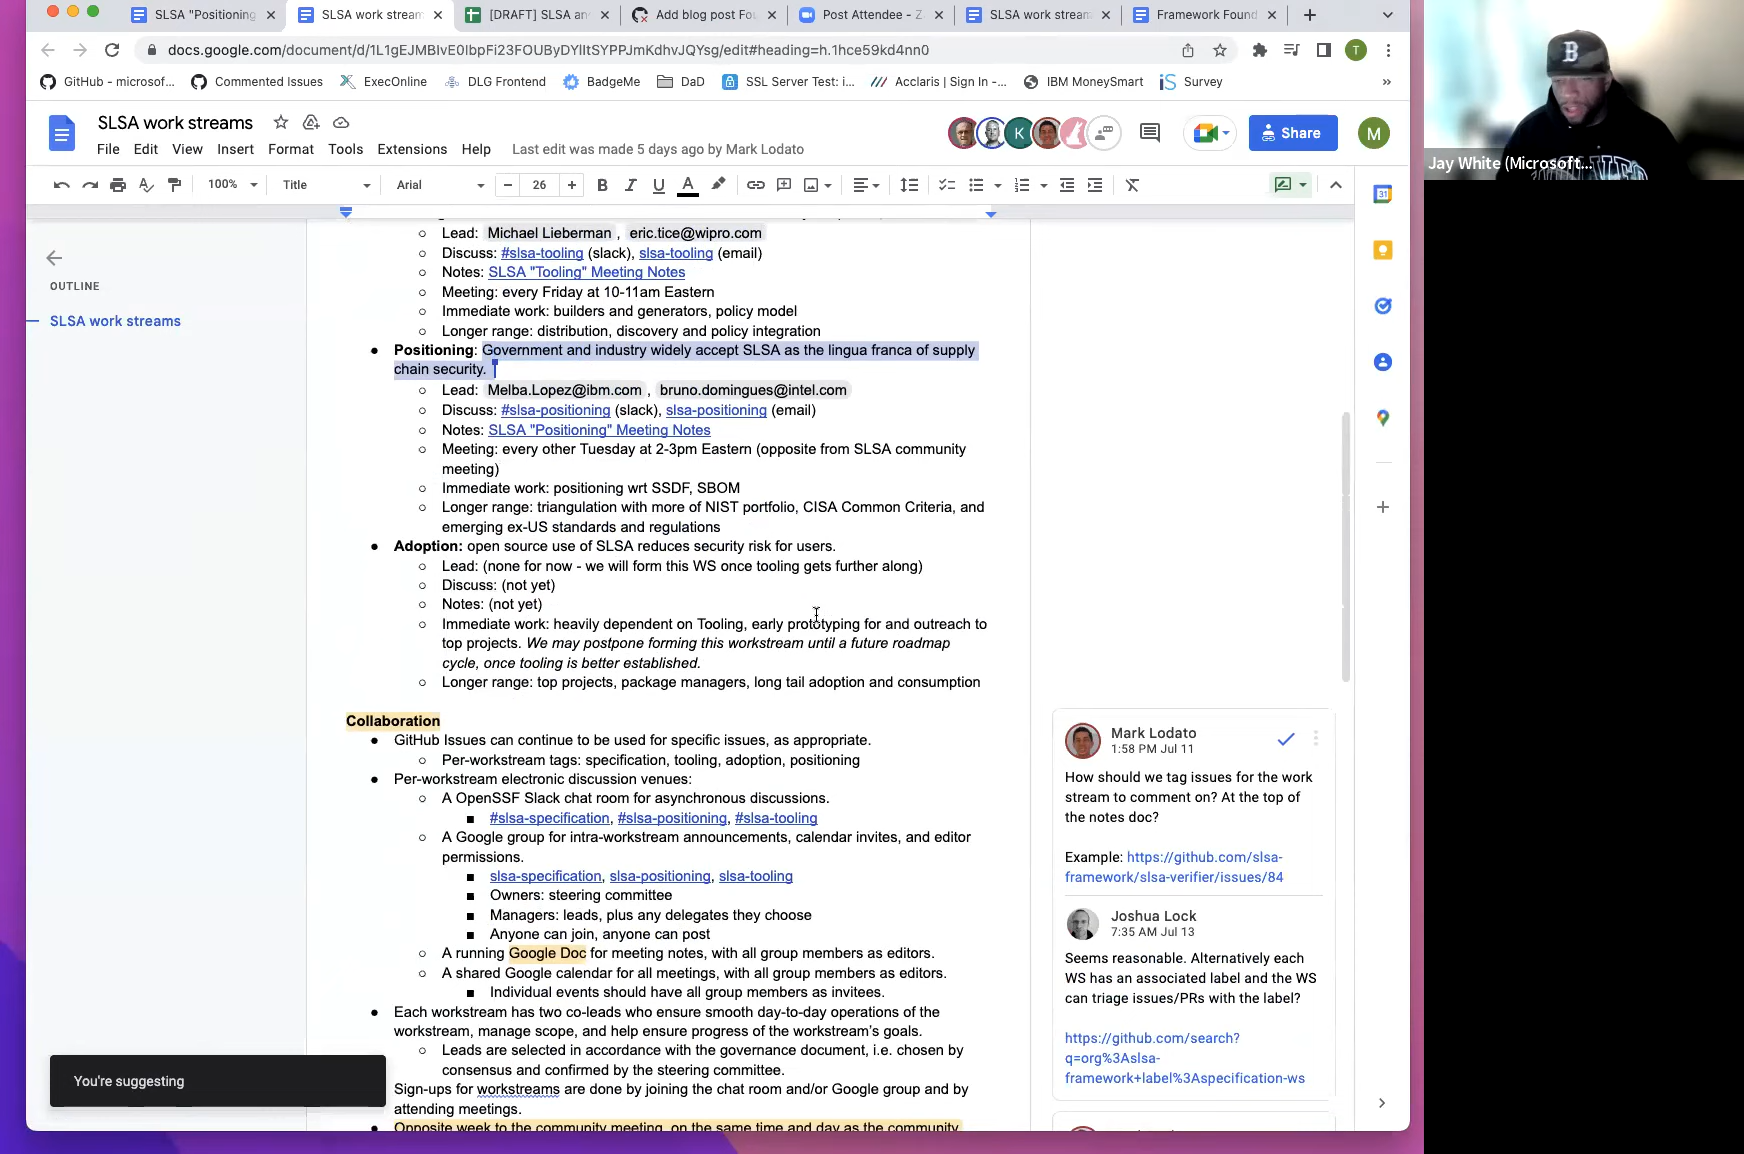 SLSA "Positioning
SLSA work stream
[DRAFT] SLSA an
Add blog post Fou
Post Attendee - Z
SLSA work stream
Framework Found
docs.google.com/document/d/1L1gEJMBIvE0IbpFi23FOUByDYlItSYPPJmKdhvJQYsg/edit#heading=h.1hce59kd4nn0
T
GitHub - microsof...
Commented Issues
ExecOnline
DLG Frontend
BadgeMe
DaD
SSL Server Test: i...
Acclaris | Sign In -...
IBM MoneySmart
Survey
SLSA work streams
File Edit View Insert Format Tools Extensions Help
Last edit was made 5 days ago by Mark Lodato
K
Share
M
100%
Title
Arial
26
OUTLINE
SLSA work streams
Lead: Michael Lieberman , eric.tice@wipro.com
Discuss: #slsa-tooling (slack), slsa-tooling (email)
Notes: SLSA "Tooling" Meeting Notes
Meeting: every Friday at 10-11am Eastern
Immediate work: builders and generators, policy model
Longer range: distribution, discovery and policy integration
Positioning: Government and industry widely accept SLSA as the lingua franca of supply
chain security.
Lead: Melba.Lopez@ibm.com , bruno.domingues@intel.com
Discuss: #slsa-positioning (slack), slsa-positioning (email)
Notes: SLSA "Positioning" Meeting Notes
Meeting: every other Tuesday at 2-3pm Eastern (opposite from SLSA community
meeting)
Immediate work: positioning wrt SSDF, SBOM
Longer range: triangulation with more of NIST portfolio, CISA Common Criteria, and
emerging ex-US standards and regulations
Adoption: open source use of SLSA reduces security risk for users.
Lead: (none for now - we will form this WS once tooling gets further along)
Discuss: (not yet)
Notes: (not yet)
Immediate work: heavily dependent on Tooling, early prototyping for and outreach to
top projects. We may postpone forming this workstream until a future roadmap
cycle, once tooling is better established.
Longer range: top projects, package managers, long tail adoption and consumption
Collaboration
GitHub Issues can continue to be used for specific issues, as appropriate.
Per-workstream tags: specification, tooling, adoption, positioning
Per-workstream electronic discussion venues:
A OpenSSF Slack chat room for asynchronous discussions.
#slsa-specification, #slsa-positioning, #slsa-tooling
A Google group for intra-workstream announcements, calendar invites, and editor
permissions.
slsa-specification, slsa-positioning, slsa-tooling
Owners: steering committee
Managers: leads, plus any delegates they choose
Anyone can join, anyone can post
A running Google Doc for meeting notes, with all group members as editors.
A shared Google calendar for all meetings, with all group members as editors.
Individual events should have all group members as invitees.
Each workstream has two co-leads who ensure smooth day-to-day operations of the
workstream, manage scope, and help ensure progress of the workstream's goals.
Leads are selected in accordance with the governance document, i.e. chosen by
consensus and confirmed by the steering committee.
Sign-ups for workstreams are done by joining the chat room and/or Google group and by
attending meetings.
Opposite week to the community meeting, on the same time and day as the community
You're suggesting
Mark Lodato
1:58 PM Jul 11
How should we tag issues for the work
stream to comment on? At the top of
the notes doc?
Example: https://github.com/slsa-
framework/slsa-verifier/issues/84
Joshua Lock
7:35 AM Jul 13
Seems reasonable. Alternatively each
WS has an associated label and the WS
can triage issues/PRs with the label?
https://github.com/search?
q=org%3Aslsa-
framework+label%3Aspecification-ws
31
B
Jay White (Microsoft...